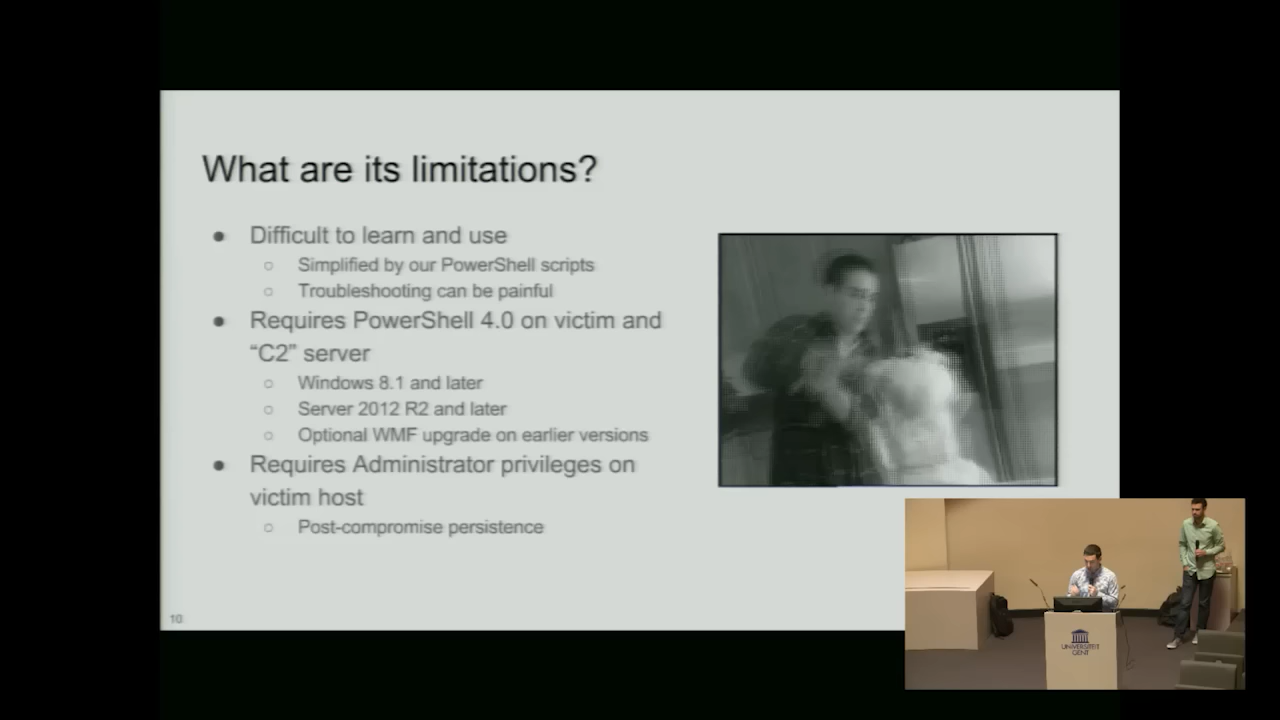 What are its limitations?
● Difficult to learn and use
○ Simplified by our PowerShell scripts
○ Troubleshooting can be painful
● Requires PowerShell 4.0 on victim and
“C2” server
○ Windows 8.1 and later
○ Server 2012 R2 and later
○ Optional WMF upgrade on earlier versions
● Requires Administrator privileges on
victim host
○ Post-compromise persistence
10
UNIVERSITEIT
GENT